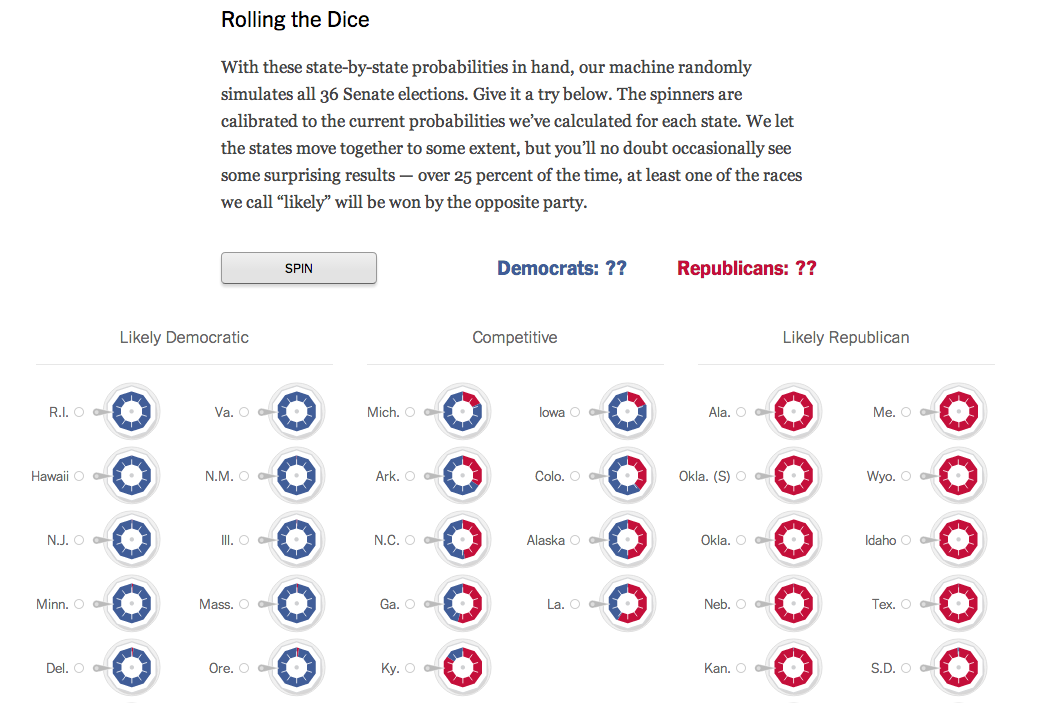 Rolling the Dice
With these state-by-state probabilities in hand, our machine randomly
simulates all 36 Senate elections. Give it a try below. The spinners are
calibrated to the current probabilities we’ve calculated for each state. We let
the states move together to some extent, but you’ll no doubt occasionally see
some surprising results — over 25 percent of the time, at least one of the races
we call “likely” will be won by the opposite party.
SPIN Democrats: ?? Republicans: ??
Likely Democratic Competitive Likely Republican
R.I. Va. Mich. Iowa Ala. Me.
Hawaii N.M. Ark. Colo. Okla. (S) Wyo.
N.J. Ill. N.C. Alaska Okla. Idaho
Minn. Mass. Ga. La. Neb. Tex.
Del. Ore. Ky. Kan. S.D.